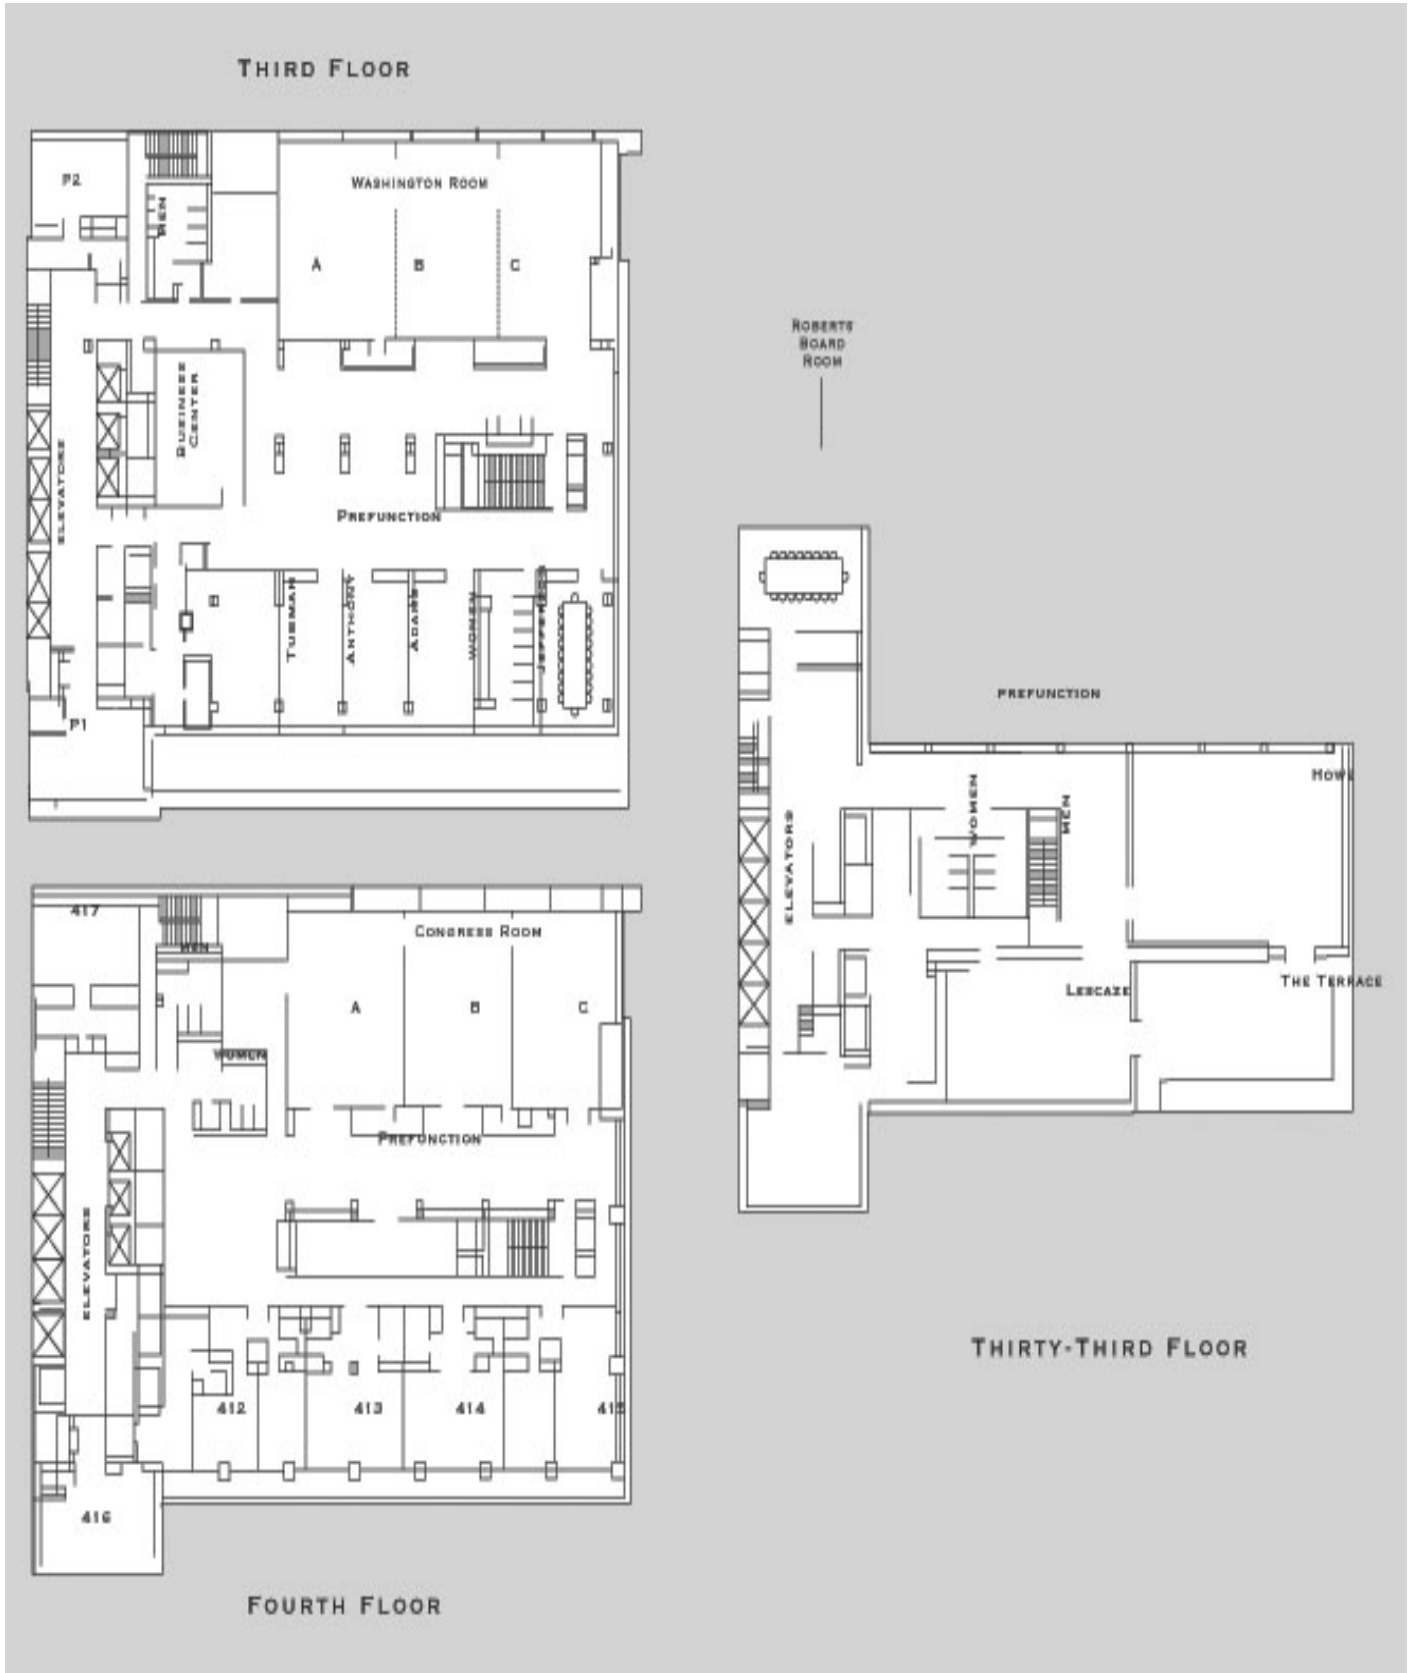 THIRD FLOOR
P2
WASHINGTON ROOM
MEN
A
B
C
BUSINESS
CENTER
ELEVATORS
PREFUNCTION
TUBMAN
ANTHONY
ADAMS
WOMEN
P1
ROBERTS
BOARD
ROOM
PREFUNCTION
HOWE
WOMEN
MEN
ELEVATORS
LESCAZE
THE TERRACE
THIRTY-THIRD FLOOR
417
CONGRESS ROOM
MEN
A
B
C
WOMEN
PREFUNCTION
ELEVATORS
412
413
414
415
416
FOURTH FLOOR